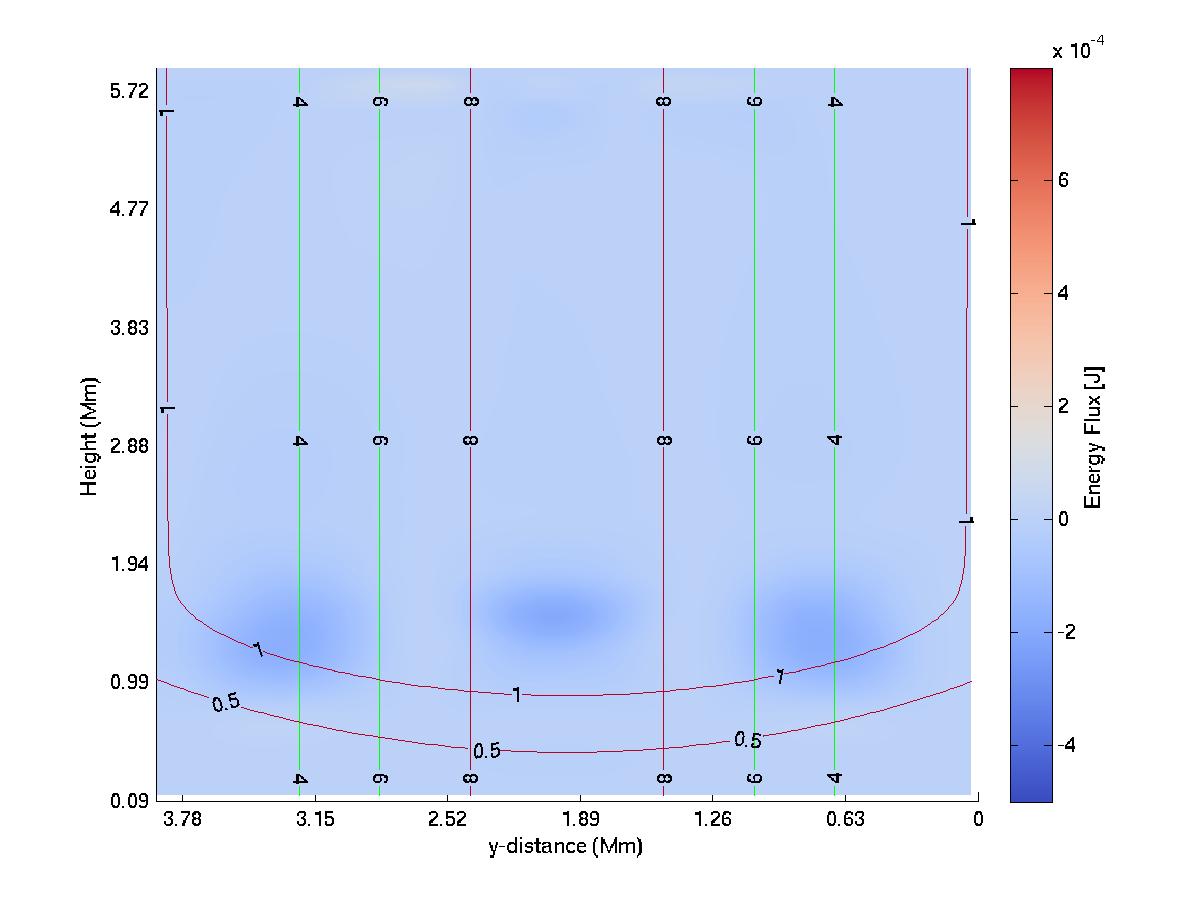 x 10-4
5.72
4.77
3.83
2.88
1.94
0.99
0.09
Height (Mm)
3.78 3.15 2.52 1.89 1.26 0.63 0
y-distance (Mm)
6
4
2
0
-2
-4
Energy Flux [J]
1 4 6 8 8 6 4
1
1 4 6 8 8 6 4
1
1 1 1
0.5 0.5 0.5
4 6 8 8 6 4